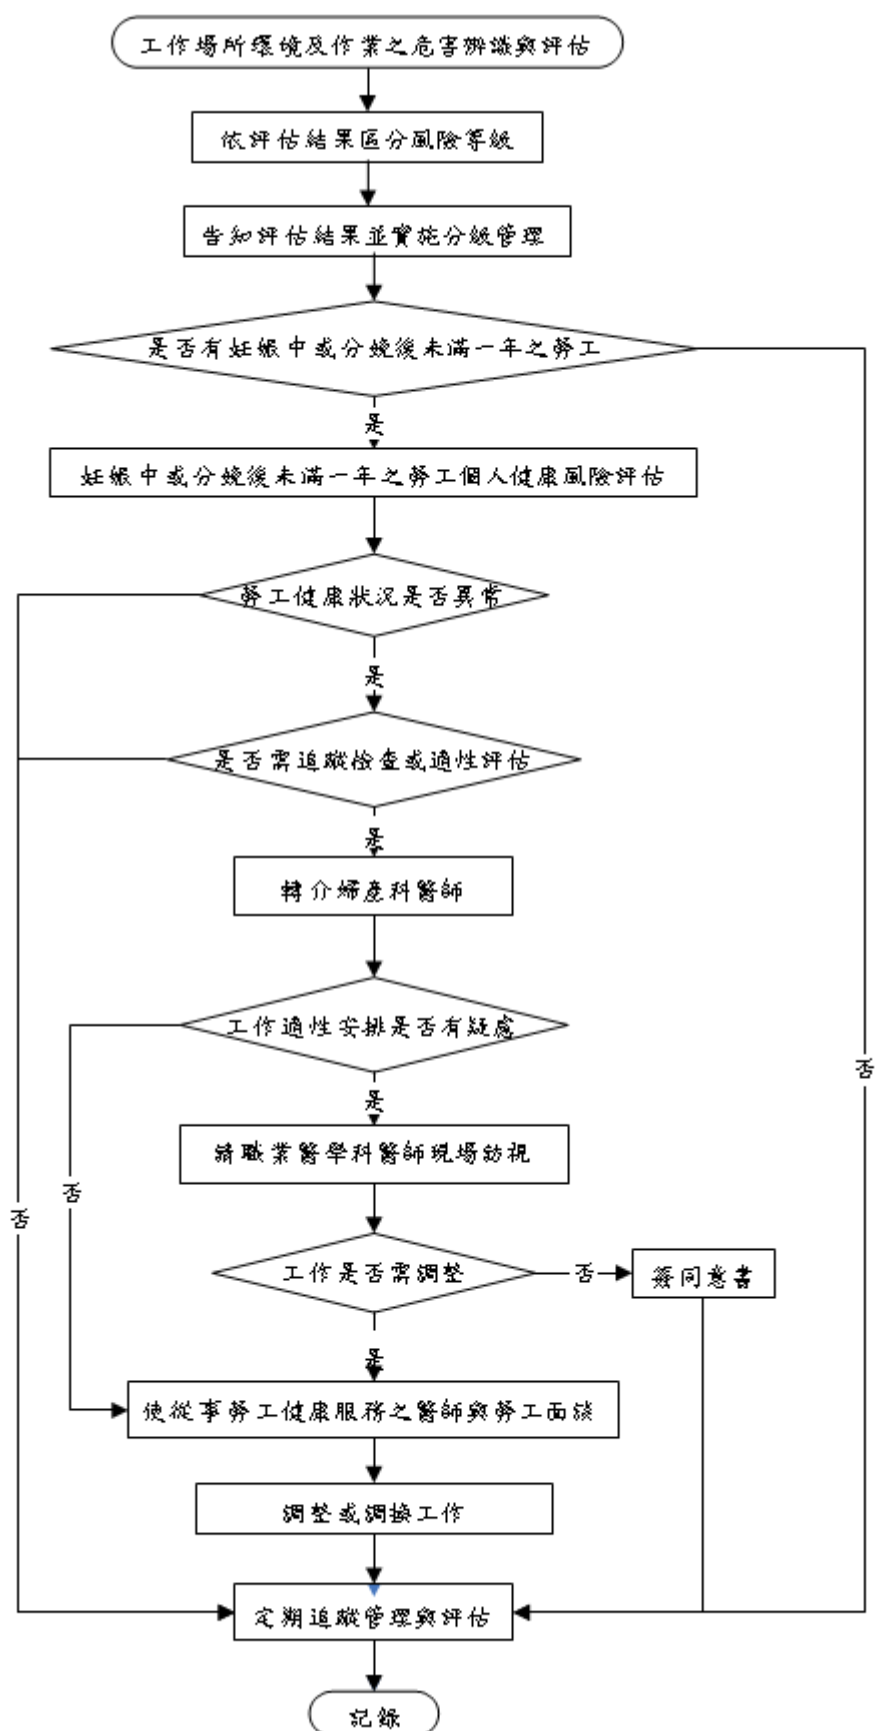 工作場所環境及作業之危害辨識與評估
依評估結果區分風險等級
告知評估結果並實施分級管理
是否有妊娠中或分娩後未滿一年之勞工
是
妊娠中或分娩後未滿一年之勞工個人健康風險評估
勞工健康狀況是否異常
是
是否需追蹤檢查或適性評估
是
轉介婦產科醫師
工作適性安排是否有疑慮
否
是
請職業醫學科醫師現場訪視
否
否
工作是否需調整
否
簽同意書
是
使從事勞工健康服務之醫師與勞工面談
調整或調換工作
定期追蹤管理與評估
記錄